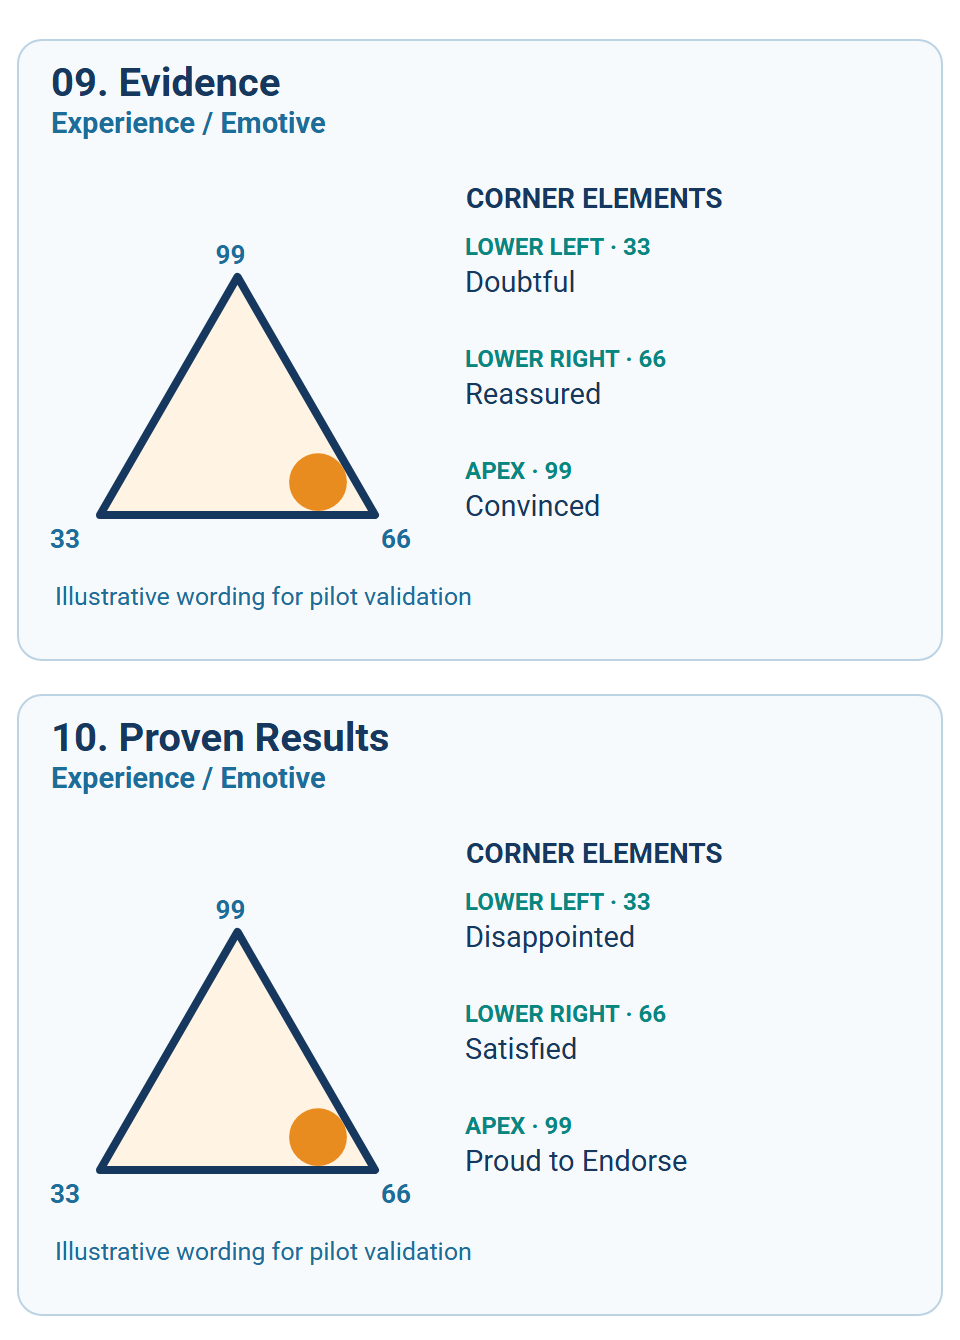 09. Evidence
Experience / Emotive
CORNER ELEMENTS
LOWER LEFT · 33
Doubtful
LOWER RIGHT · 66
Reassured
APEX · 99
Convinced
99
33
66
Illustrative wording for pilot validation
10. Proven Results
Experience / Emotive
CORNER ELEMENTS
LOWER LEFT · 33
Disappointed
LOWER RIGHT · 66
Satisfied
APEX · 99
Proud to Endorse
99
33
66
Illustrative wording for pilot validation